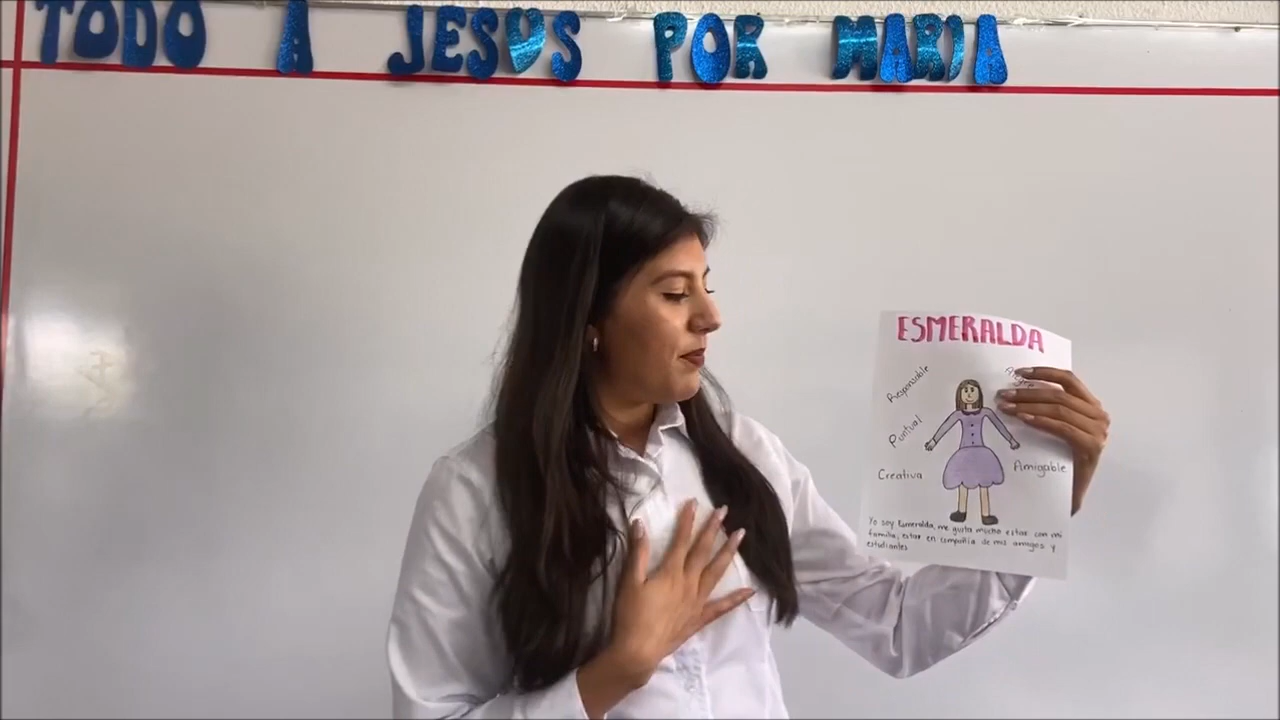 TODO A JESUS POR MARIA
ESMERALDA
Responsable
Puntual
Creativa
Amigable
Yo soy Esmeralda, me gusta mucho estar con mi
familia, estar en compañía de mis amigos y
estudiantes